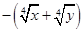 −(∜x + ∜y)